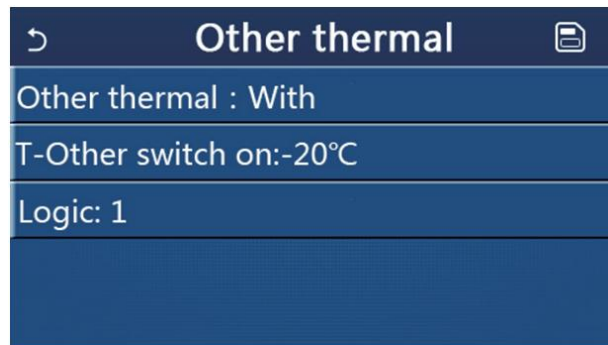 Other thermal
Other thermal : With
T-Other switch on:-20℃
Logic: 1